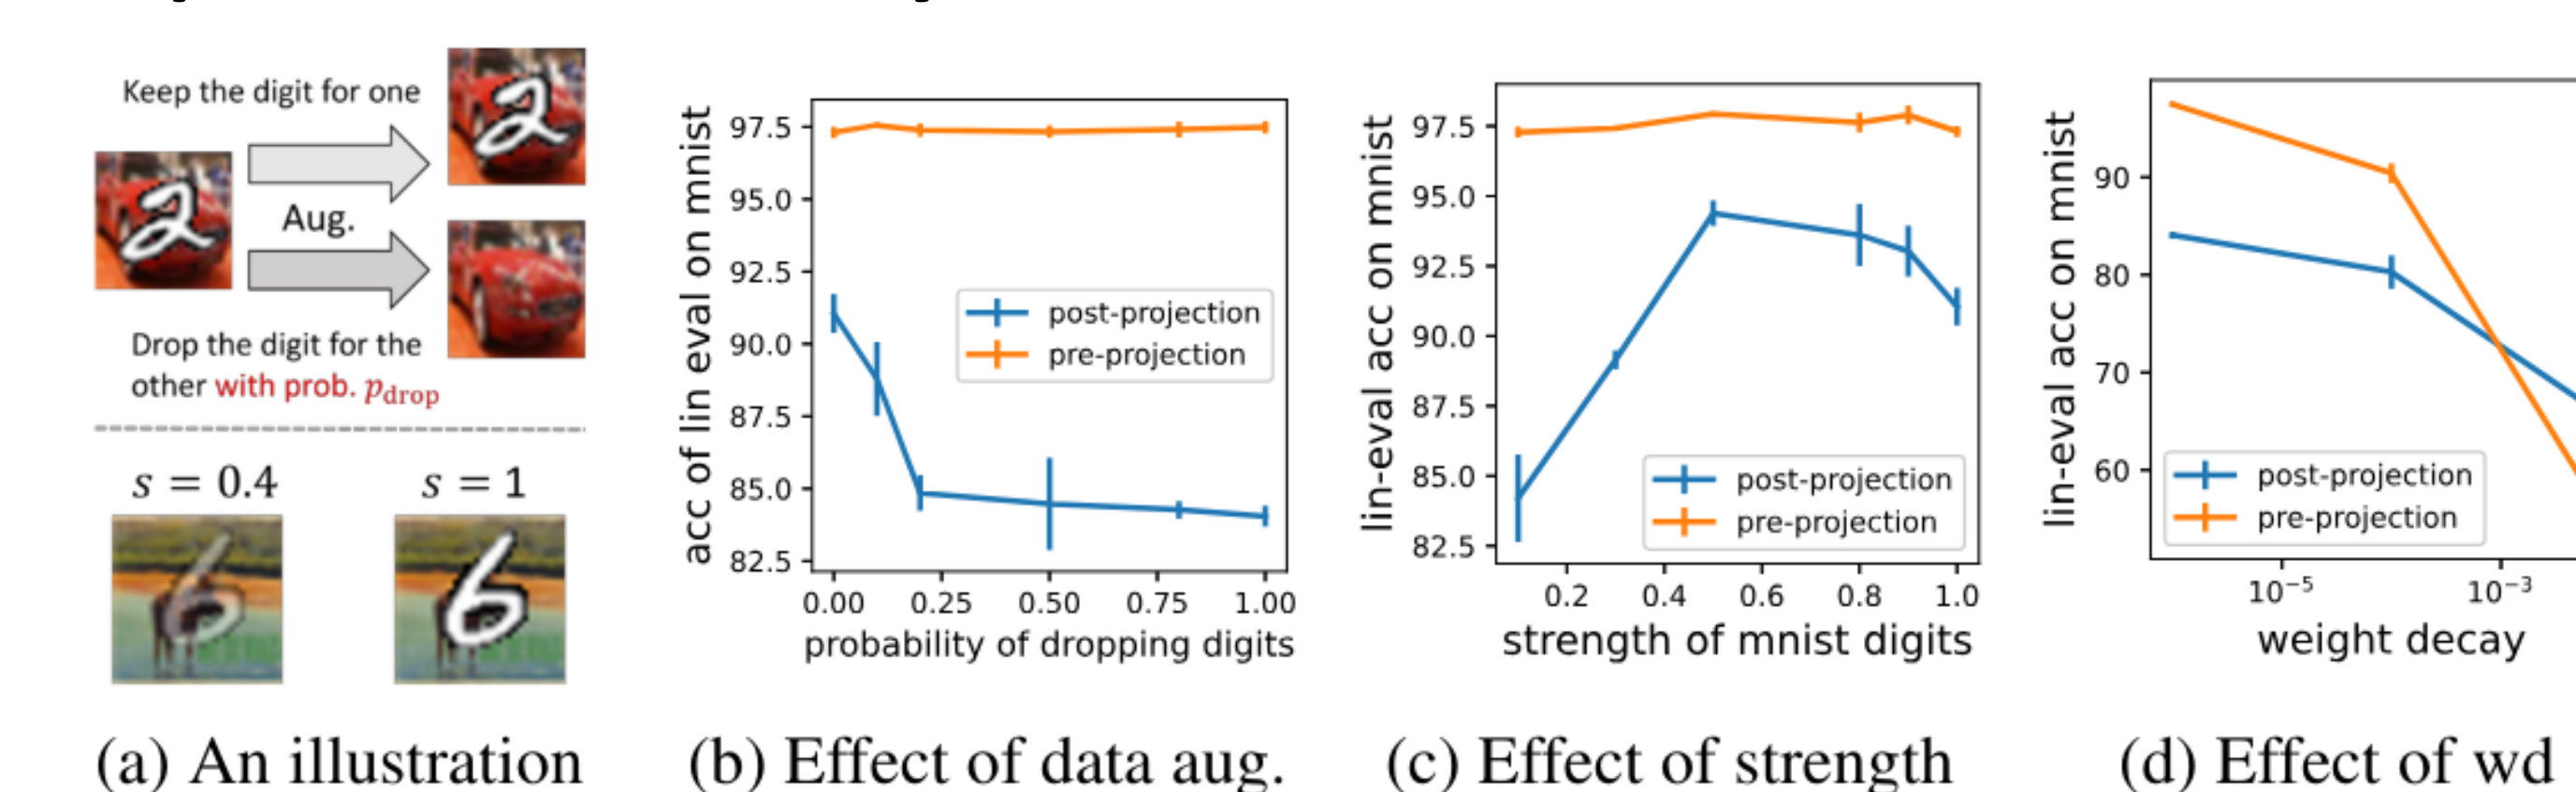 Keep the digit for one
2
2
Aug.
Drop the digit for the
other with prob. p_drop
s = 0.4
s = 1
6
6
(a) An illustration
acc of lin eval on mnist
97.5
95.0
92.5
90.0
87.5
85.0
82.5
post-projection
pre-projection
0.00 0.25 0.50 0.75 1.00
probability of dropping digits
(b) Effect of data aug.
lin-eval acc on mnist
97.5
95.0
92.5
90.0
87.5
85.0
82.5
post-projection
pre-projection
0.2 0.4 0.6 0.8 1.0
strength of mnist digits
(c) Effect of strength
lin-eval acc on mnist
90
80
70
60
post-projection
pre-projection
10⁻⁵ 10⁻³
weight decay
(d) Effect of wd